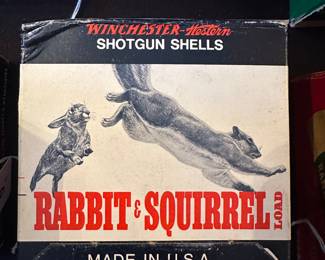 WINCHESTER-Western
SHOTGUN SHELLS
RABBIT & SQUIRREL LOAD
MADE IN U.S.A.